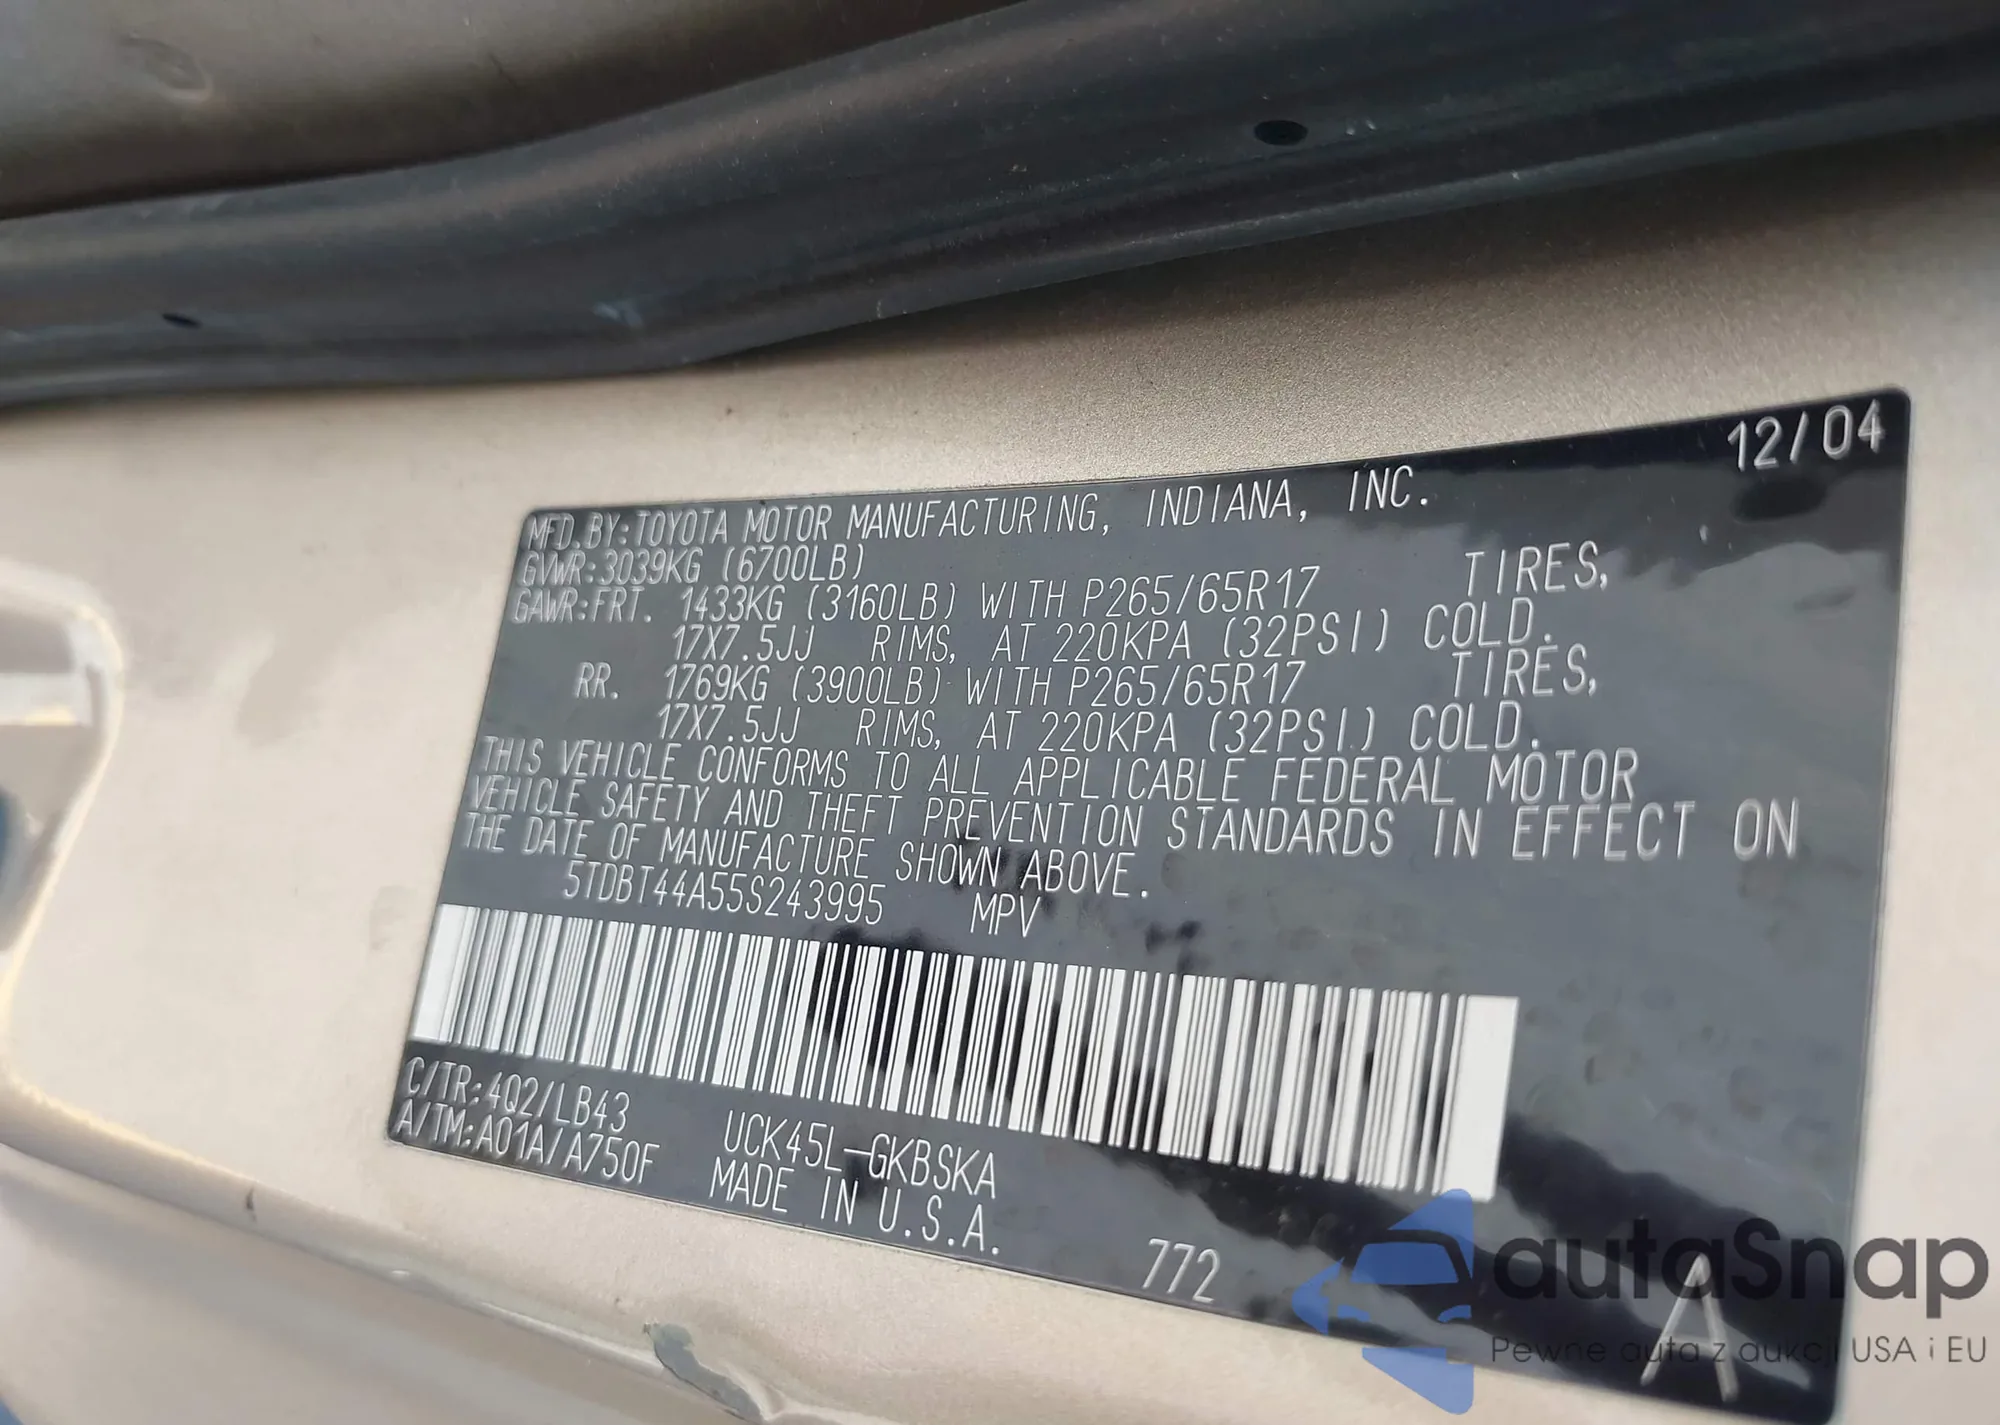 12/04
MFD.BY:TOYOTA MOTOR MANUFACTURING, INDIANA, INC.
GVWR:3039KG (6700LB)
GAWR:FRT. 1433KG (3160LB) WITH P265/65R17 TIRES,
17X7.5JJ RIMS, AT 220KPA (32PSI) COLD.
RR. 1769KG (3900LB) WITH P265/65R17 TIRES,
17X7.5JJ RIMS, AT 220KPA (32PSI) COLD.
THIS VEHICLE CONFORMS TO ALL APPLICABLE FEDERAL MOTOR
VEHICLE SAFETY AND THEFT PREVENTION STANDARDS IN EFFECT ON
THE DATE OF MANUFACTURE SHOWN ABOVE.
5TDBT44A55S243995 MPV
C/TR:4Q2/LB43
A/TM:A01A/A750F
UCK45L-GKBSKA
MADE IN U.S.A.
772
A
autaSnap
Pewne auta z aukcji USA i EU